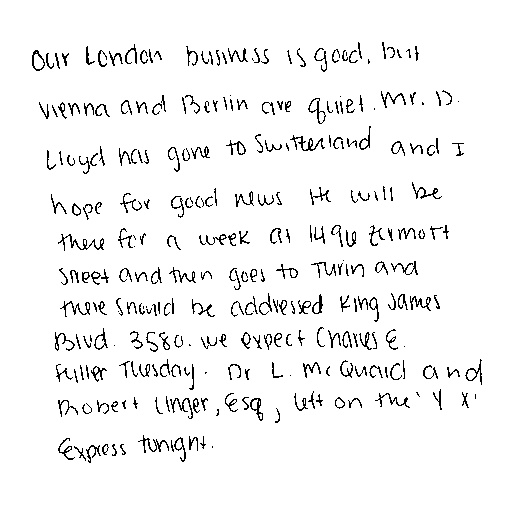 Our London business is good, but
Vienna and Berlin are quiet. Mr. D.
Lloyd has gone to Switzerland and I
hope for good news He will be
there for a week at 1496 Zermott
Street and then goes to Turin and
there should be addressed King James
Blvd. 3580. We expect Charles E.
Fuller Tuesday. Dr L. McQuaid and
Robert Unger, Esq, left on the 'Y X'
Express tonight.